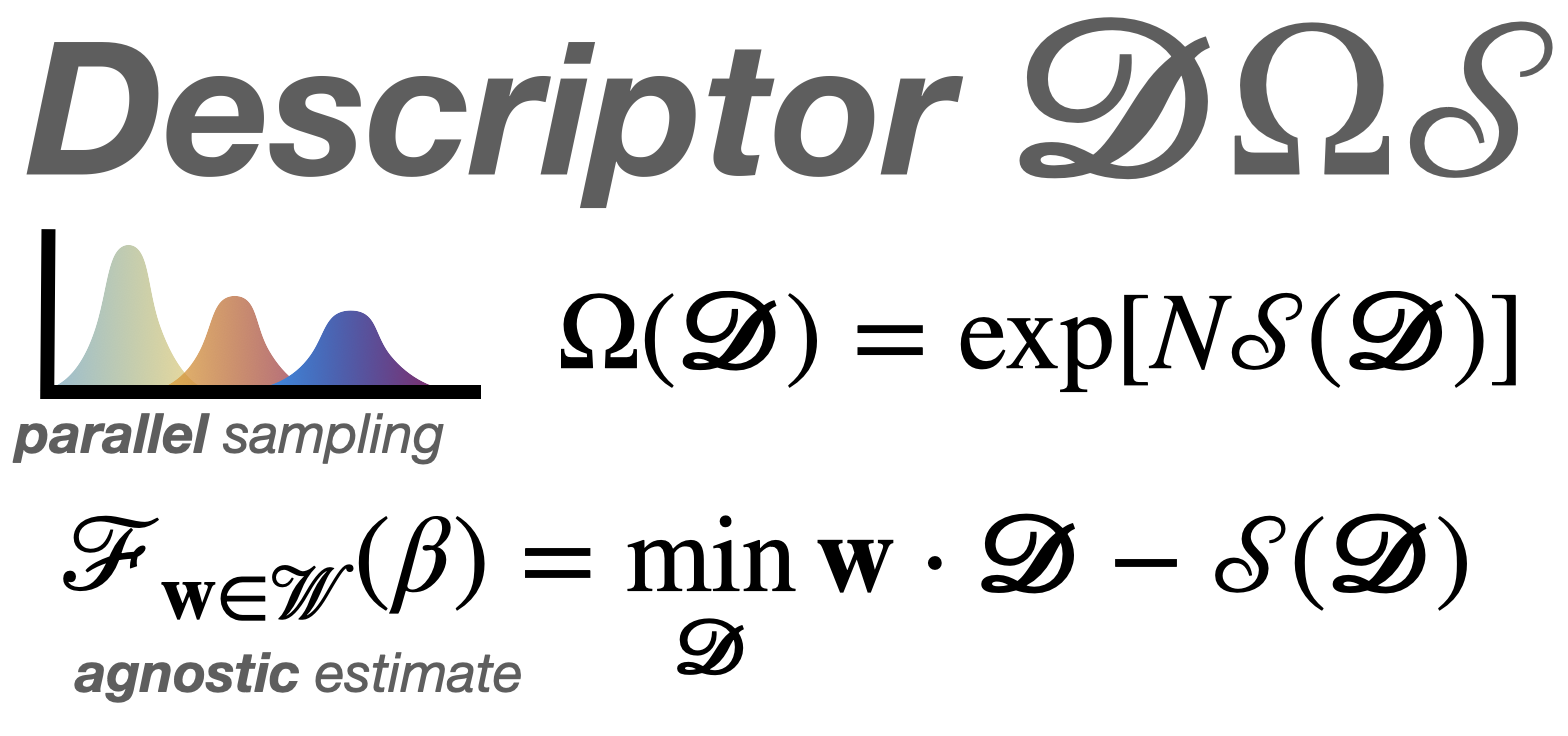 Descriptor 𝒟Ω𝒮
Ω(𝒟) = exp[N𝒮(𝒟)]
parallel sampling
ℱ_{w∈𝒲}(β) = min_𝒟 w · 𝒟 − 𝒮(𝒟)
agnostic estimate